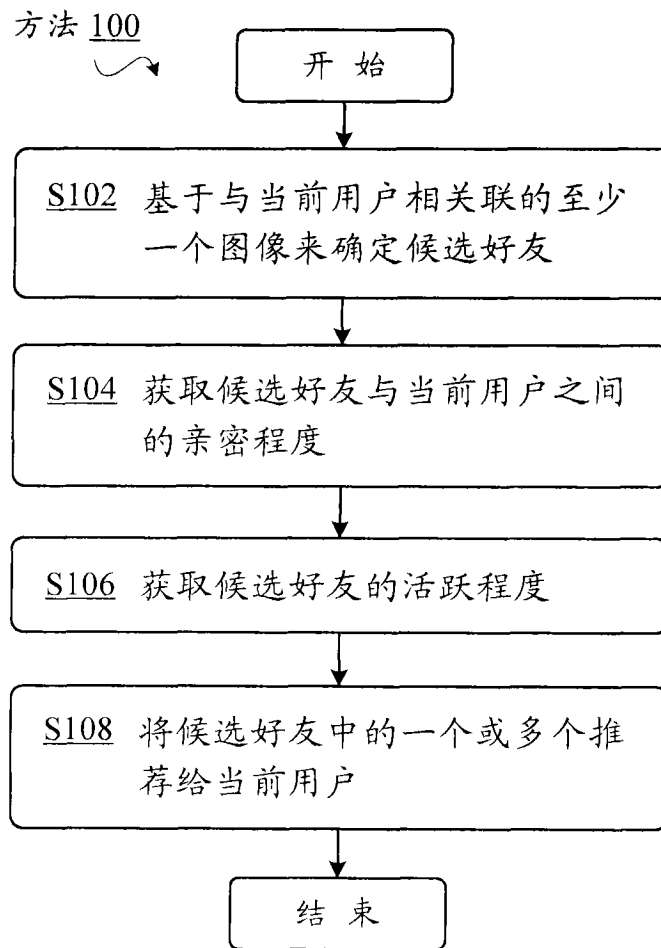 方法 100
开 始
S102 基于与当前用户相关联的至少
一个图像来确定候选好友
S104 获取候选好友与当前用户之间
的亲密程度
S106 获取候选好友的活跃程度
S108 将候选好友中的一个或多个推
荐给当前用户
结 束